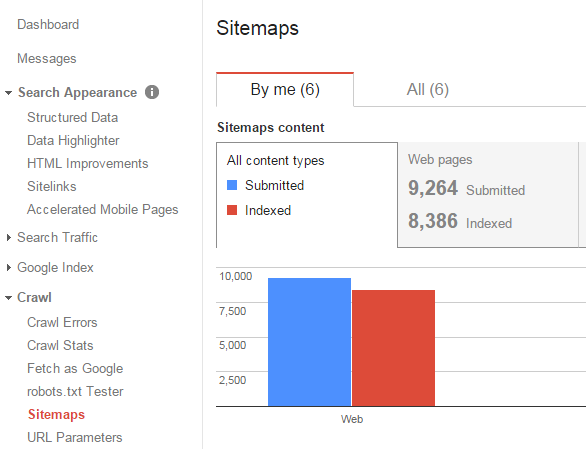 Dashboard
Messages
Search Appearance
Structured Data
Data Highlighter
HTML Improvements
Sitelinks
Accelerated Mobile Pages
Search Traffic
Google Index
Crawl
Crawl Errors
Crawl Stats
Fetch as Google
robots.txt Tester
Sitemaps
URL Parameters
Sitemaps
By me (6) All (6)
Sitemaps content
All content types
Submitted
Indexed
Web pages
9,264 Submitted
8,386 Indexed
10,000
7,500
5,000
2,500
Web